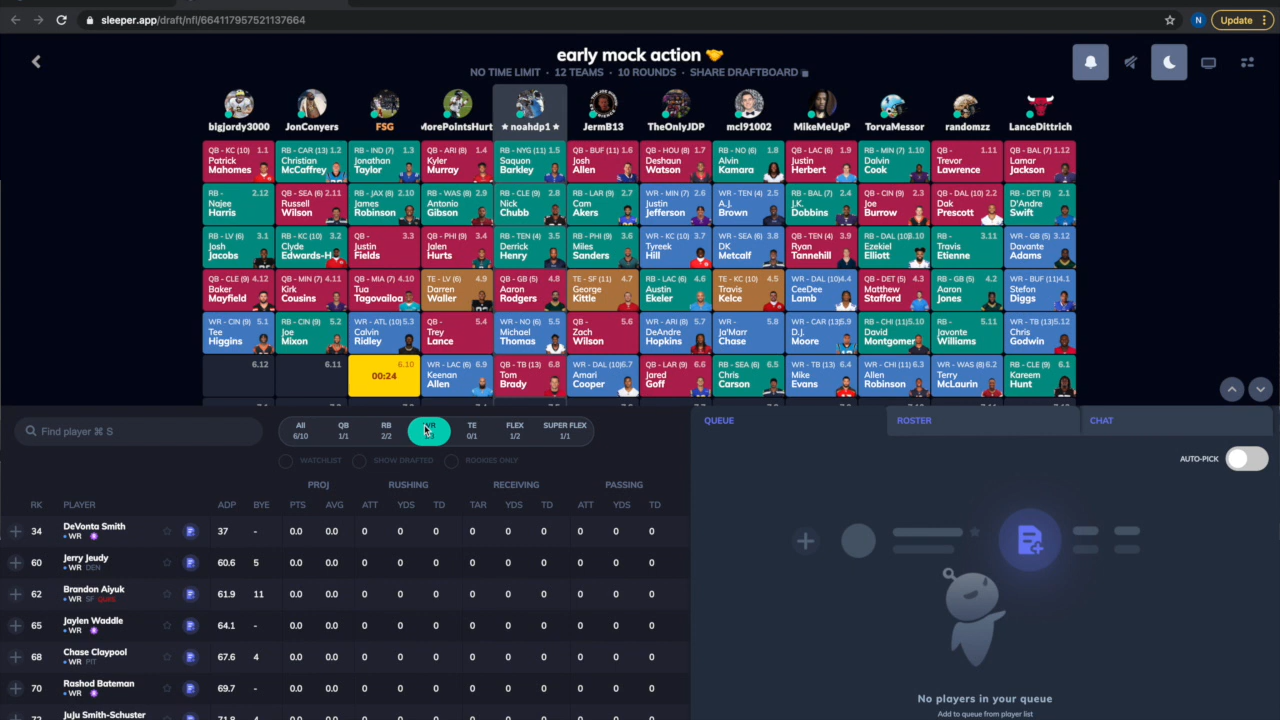 sleeper.app/draft/nfl/664117957521137664
N
Update
early mock action
NO TIME LIMIT · 12 TEAMS · 10 ROUNDS · SHARE DRAFTBOARD
bigjordy3000 JonConyers FSG MorePointsHurt ★ noahdp1 ★ JermB13 TheOnlyJDP mcl91002 MikeMeUpP TorvaMessor randomzz LanceDittrich
QB - KC (10) 1.1 RB - CAR (13) 1.2 RB - IND (7) 1.3 QB - ARI (8) 1.4 RB - NYG (11) 1.5 QB - BUF (11) 1.6 QB - HOU (8) 1.7 RB - NO (6) 1.8 QB - LAC (6) 1.9 RB - MIN (7) 1.10 QB - 1.11 QB - BAL (7) 1.12
Patrick Christian Jonathan Kyler Saquon Josh Deshaun Alvin Justin Dalvin Trevor Lamar
Mahomes McCaffrey Taylor Murray Barkley Allen Watson Kamara Herbert Cook Lawrence Jackson
RB - 2.12 QB - SEA (6) 2.11 RB - JAX (8) 2.10 RB - WAS (8) 2.9 RB - CLE (9) 2.8 RB - LAR (9) 2.7 WR - MIN (7) 2.6 WR - TEN (4) 2.5 RB - BAL (7) 2.4 QB - CIN (9) 2.3 QB - DAL (10) 2.2 RB - DET (5) 2.1
Najee Russell James Antonio Nick Cam Justin A.J. J.K. Joe Dak D'Andre
Harris Wilson Robinson Gibson Chubb Akers Jefferson Brown Dobbins Burrow Prescott Swift
RB - LV (6) 3.1 RB - KC (10) 3.2 QB - 3.3 QB - PHI (9) 3.4 RB - TEN (4) 3.5 RB - PHI (9) 3.6 WR - KC (10) 3.7 WR - SEA (6) 3.8 QB - TEN (4) 3.9 RB - DAL (10)3.10 RB - 3.11 WR - GB (5) 3.12
Josh Clyde Justin Jalen Derrick Miles Tyreek DK Ryan Ezekiel Travis Davante
Jacobs Edwards-H Fields Hurts Henry Sanders Hill Metcalf Tannehill Elliott Etienne Adams
QB - CLE (9) 4.12 QB - MIN (7) 4.11 QB - MIA (7) 4.10 TE - LV (6) 4.9 QB - GB (5) 4.8 TE - SF (11) 4.7 RB - LAC (6) 4.6 TE - KC (10) 4.5 WR - DAL (10)4.4 QB - DET (5) 4.3 RB - GB (5) 4.2 WR - BUF (11)4.1
Baker Kirk Tua Darren Aaron George Austin Travis CeeDee Matthew Aaron Stefon
Mayfield Cousins Tagovailoa Waller Rodgers Kittle Ekeler Kelce Lamb Stafford Jones Diggs
WR - CIN (9) 5.1 RB - CIN (9) 5.2 WR - ATL (10)5.3 QB - 5.4 WR - NO (6) 5.5 QB - 5.6 WR - ARI (8) 5.7 WR - 5.8 WR - CAR (13)5.9 RB - CHI (11)5.10 RB - 5.11 WR - TB (13)5.12
Tee Joe Calvin Trey Michael Zach DeAndre Ja'Marr D.J. David Javonte Chris
Higgins Mixon Ridley Lance Thomas Wilson Hopkins Chase Moore Montgomer Williams Godwin
6.12 6.11 6.10 WR - LAC (6) 6.9 QB - TB (13) 6.8 WR - DAL (10)6.7 QB - LAR (9) 6.6 RB - SEA (6) 6.5 WR - TB (13) 6.4 WR - CHI (11) 6.3 WR - WAS (8) 6.2 RB - CLE (9) 6.1
00:24 Keenan Tom Amari Jared Chris Mike Allen Terry Kareem
Allen Brady Cooper Goff Carson Evans Robinson McLaurin Hunt
Find player ⌘ S
All QB RB WR TE FLEX SUPER FLEX
6/10 1/1 2/2 0/1 1/2 1/1
WATCHLIST SHOW DRAFTED ROOKIES ONLY
QUEUE ROSTER CHAT
AUTO-PICK
PROJ RUSHING RECEIVING PASSING
RK PLAYER ADP BYE PTS AVG ATT YDS TD TAR YDS TD ATT YDS TD
34 DeVonta Smith 37 - 0.0 0.0 0 0 0 0 0 0 0 0 0
WR
60 Jerry Jeudy 60.6 5 0.0 0.0 0 0 0 0 0 0 0 0 0
WR DEN
62 Brandon Aiyuk 61.9 11 0.0 0.0 0 0 0 0 0 0 0 0 0
WR SF QUES
65 Jaylen Waddle 64.1 - 0.0 0.0 0 0 0 0 0 0 0 0 0
WR
68 Chase Claypool 67.6 4 0.0 0.0 0 0 0 0 0 0 0 0 0
WR PIT
70 Rashod Bateman 69.7 - 0.0 0.0 0 0 0 0 0 0 0 0 0
WR
JuJu Smith-Schuster
No players in your queue
Add to queue from player list